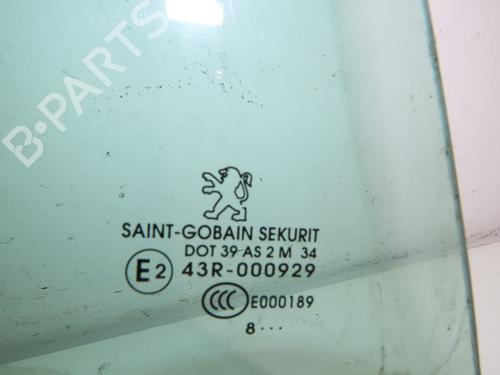 B-PARTS
SAINT-GOBAIN SEKURIT
DOT 39 AS 2 M 34
E2 43R-000929
CCC E000189
8...